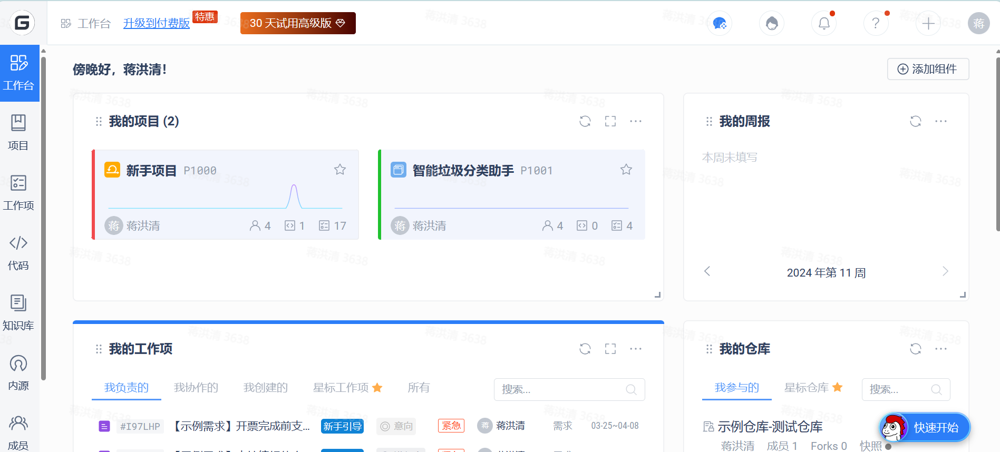 工作台 升级到付费版 特惠 30 天试用高级版
蒋
工作台
项目
工作项
代码
知识库
内源
成员
傍晚好，蒋洪清！
添加组件
我的项目 (2)
新手项目 P1000
蒋 蒋洪清 4 1 17
智能垃圾分类助手 P1001
蒋 蒋洪清 4 0 4
我的周报
本周未填写
2024 年第 11 周
我的工作项
我负责的 我协作的 我创建的 星标工作项 所有 搜索...
#I97LHP 【示例需求】开票完成前支... 新手引导 意向 紧急 蒋 蒋洪清 需求 03-25~04-08
我的仓库
我参与的 星标仓库 搜索...
示例仓库-测试仓库
蒋洪清 成员 1 Forks 0 快照
快速开始
蒋洪清 3638